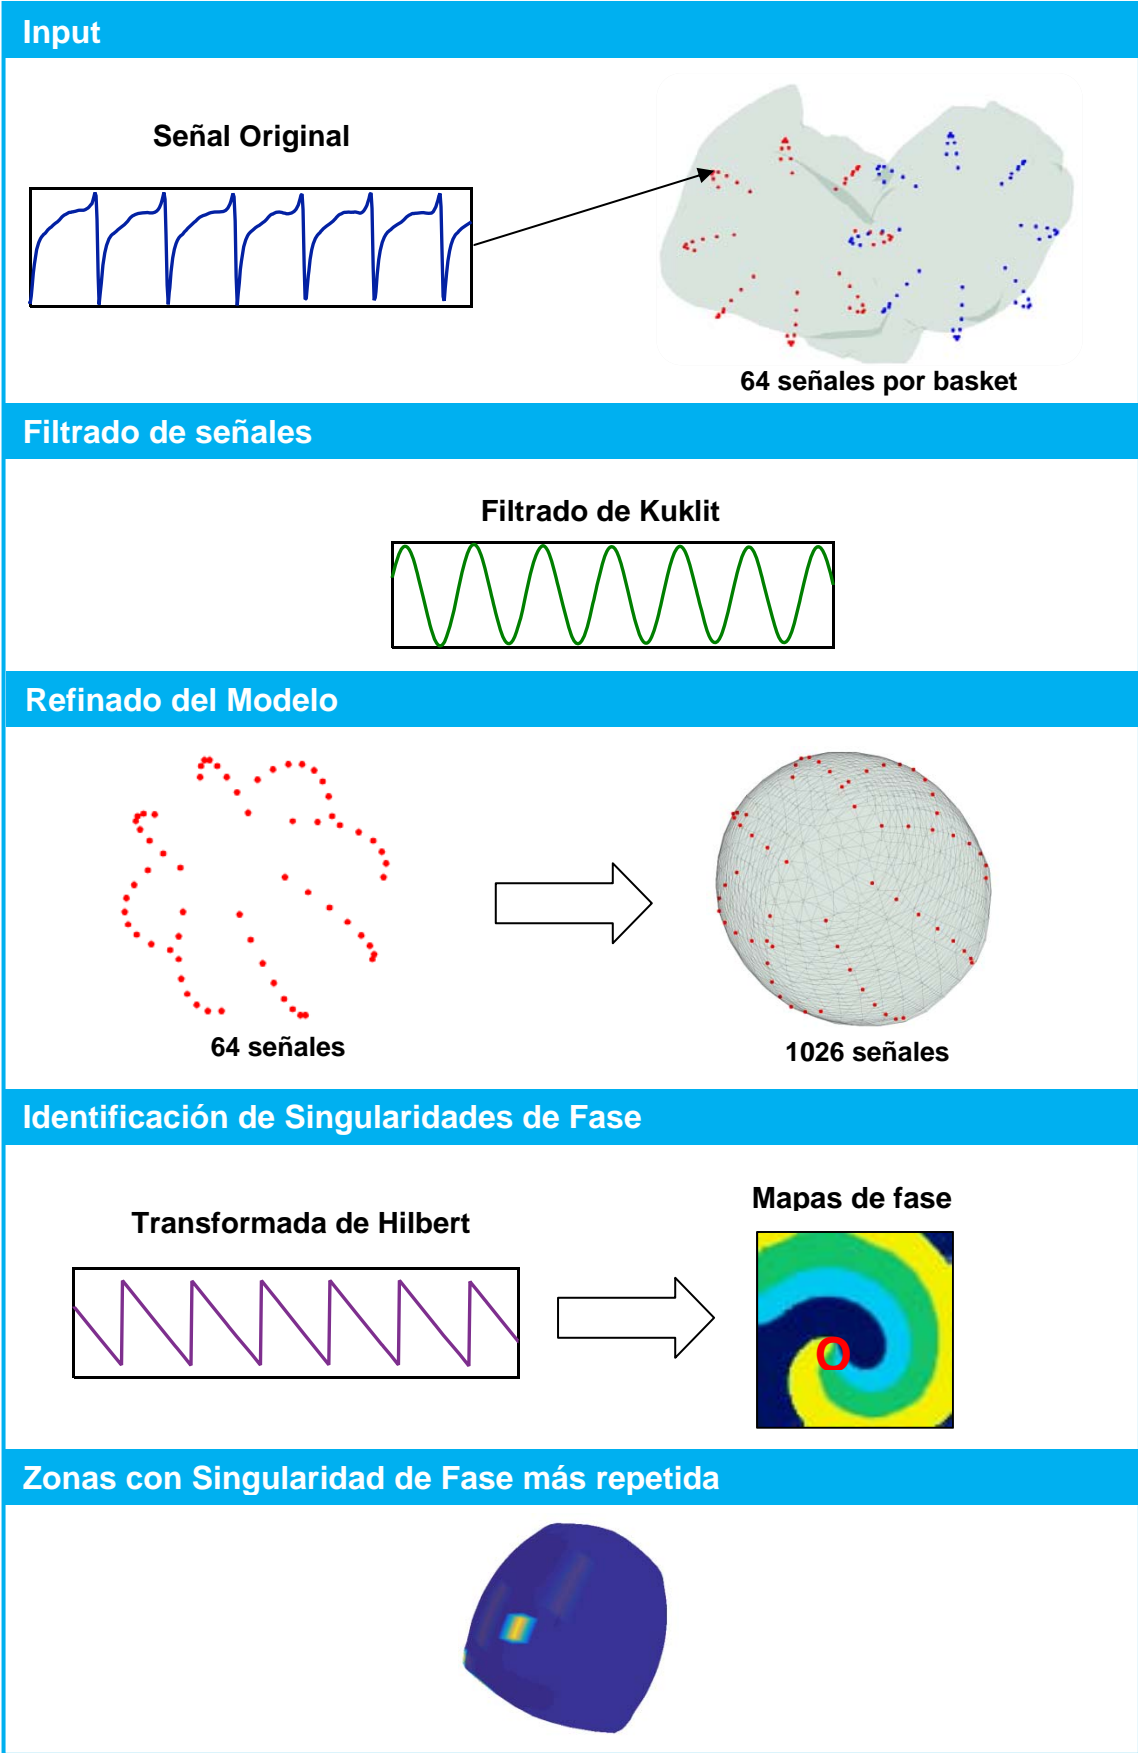 Input
Señal Original
64 señales por basket
Filtrado de señales
Filtrado de Kuklit
Refinado del Modelo
64 señales
1026 señales
Identificación de Singularidades de Fase
Transformada de Hilbert
Mapas de fase
O
Zonas con Singularidad de Fase más repetida